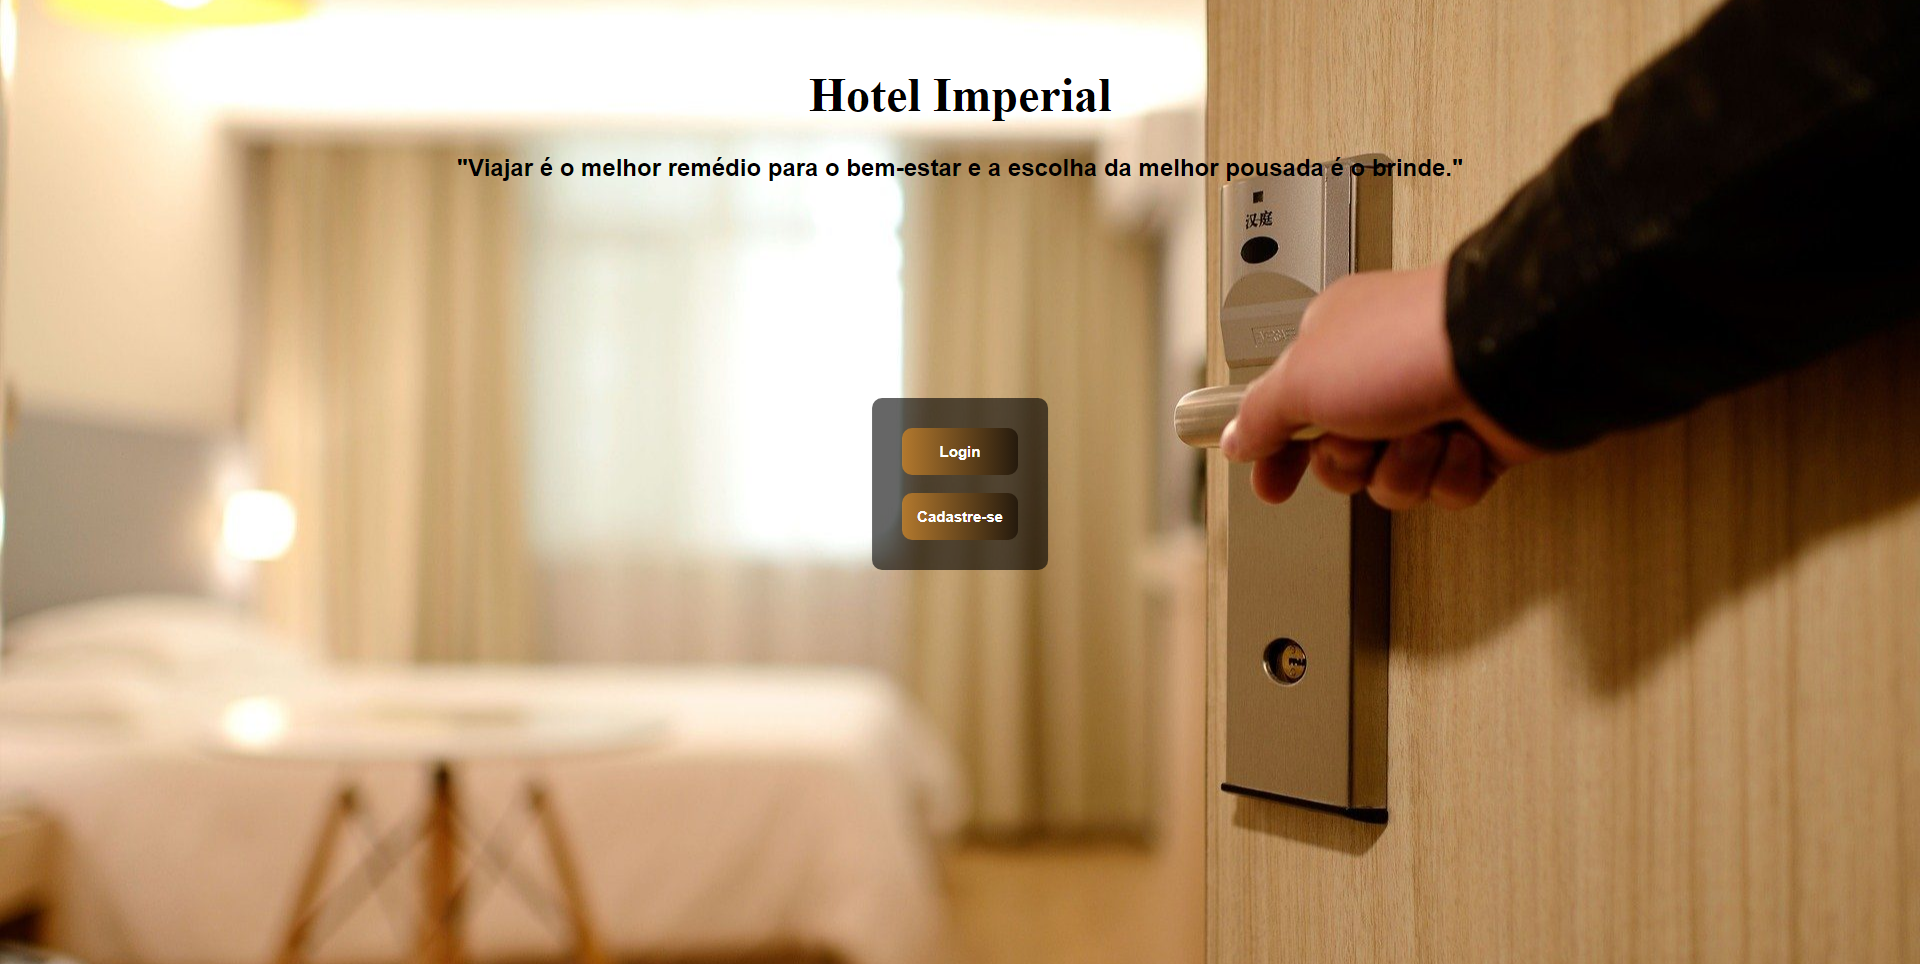 Hotel Imperial
"Viajar é o melhor remédio para o bem-estar e a escolha da melhor pousada é o brinde."
汉庭
Login
Cadastre-se